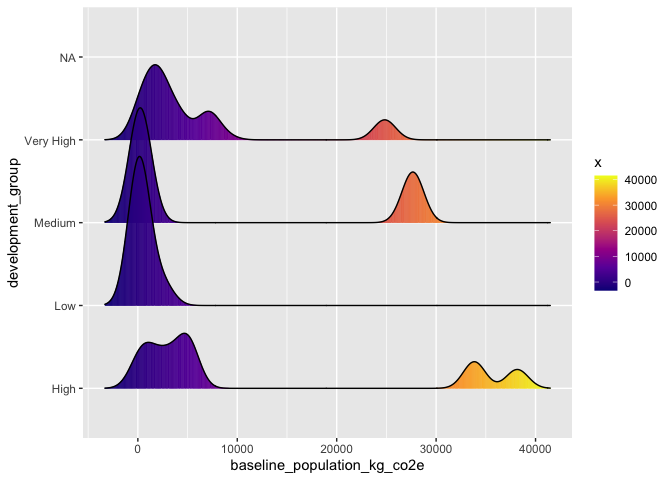 NA
Very High
Medium
Low
High
development_group
0
10000
20000
30000
40000
baseline_population_kg_co2e
x
40000
30000
20000
10000
0